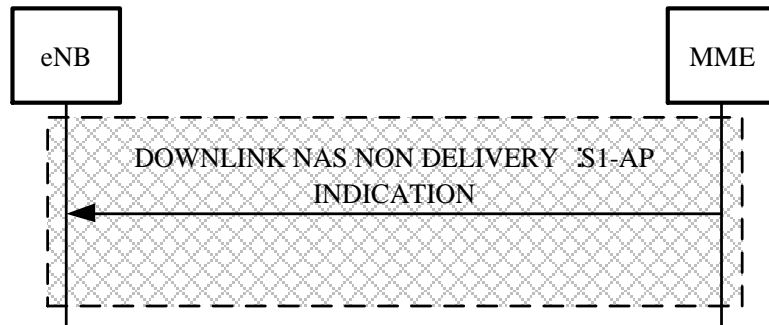 eNB
MME
DOWNLINK NAS NON DELIVERY :S1-AP
INDICATION